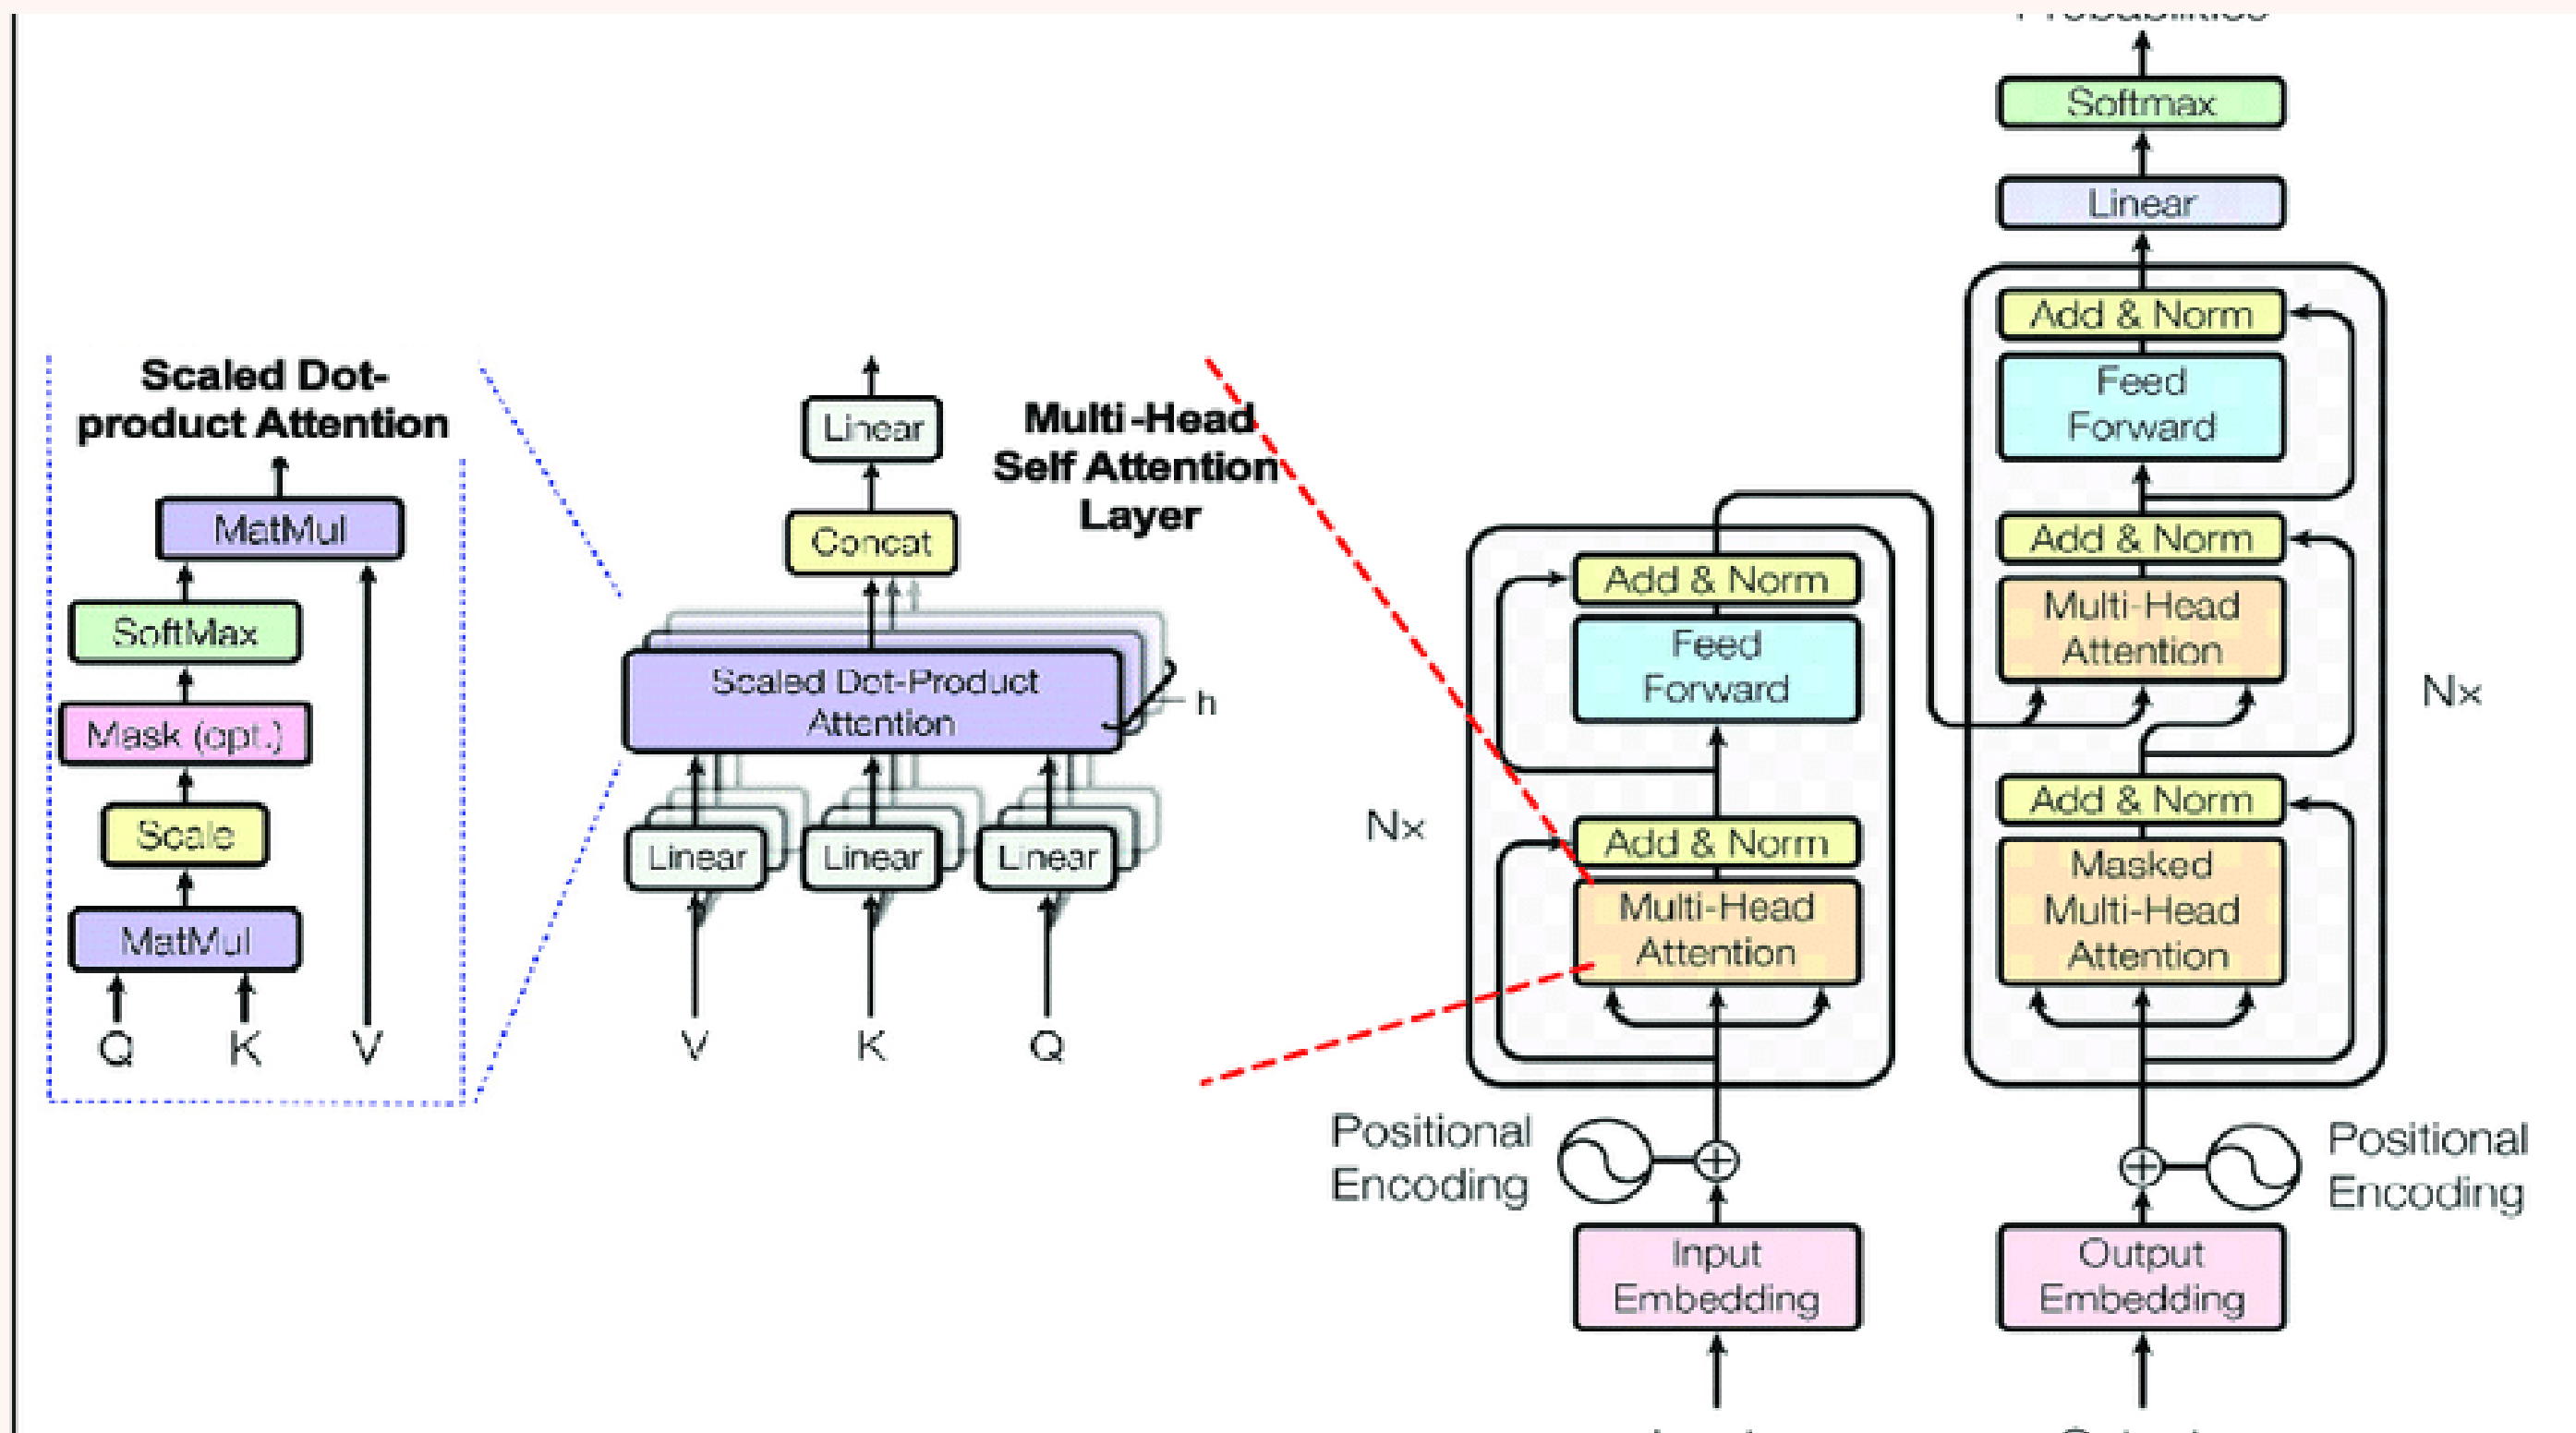 Scaled Dot-
product Attention
MatMul
SoftMax
Mask (opt.)
Scale
MatMul
Q K V
Linear
Multi-Head
Self Attention
Layer
Concat
Scaled Dot-Product
Attention
h
Linear Linear Linear
V K Q
Nx
Add & Norm
Feed
Forward
Add & Norm
Multi-Head
Attention
Positional
Encoding
Input
Embedding
Probabilities
Softmax
Linear
Add & Norm
Feed
Forward
Add & Norm
Multi-Head
Attention
Nx
Add & Norm
Masked
Multi-Head
Attention
Positional
Encoding
Output
Embedding